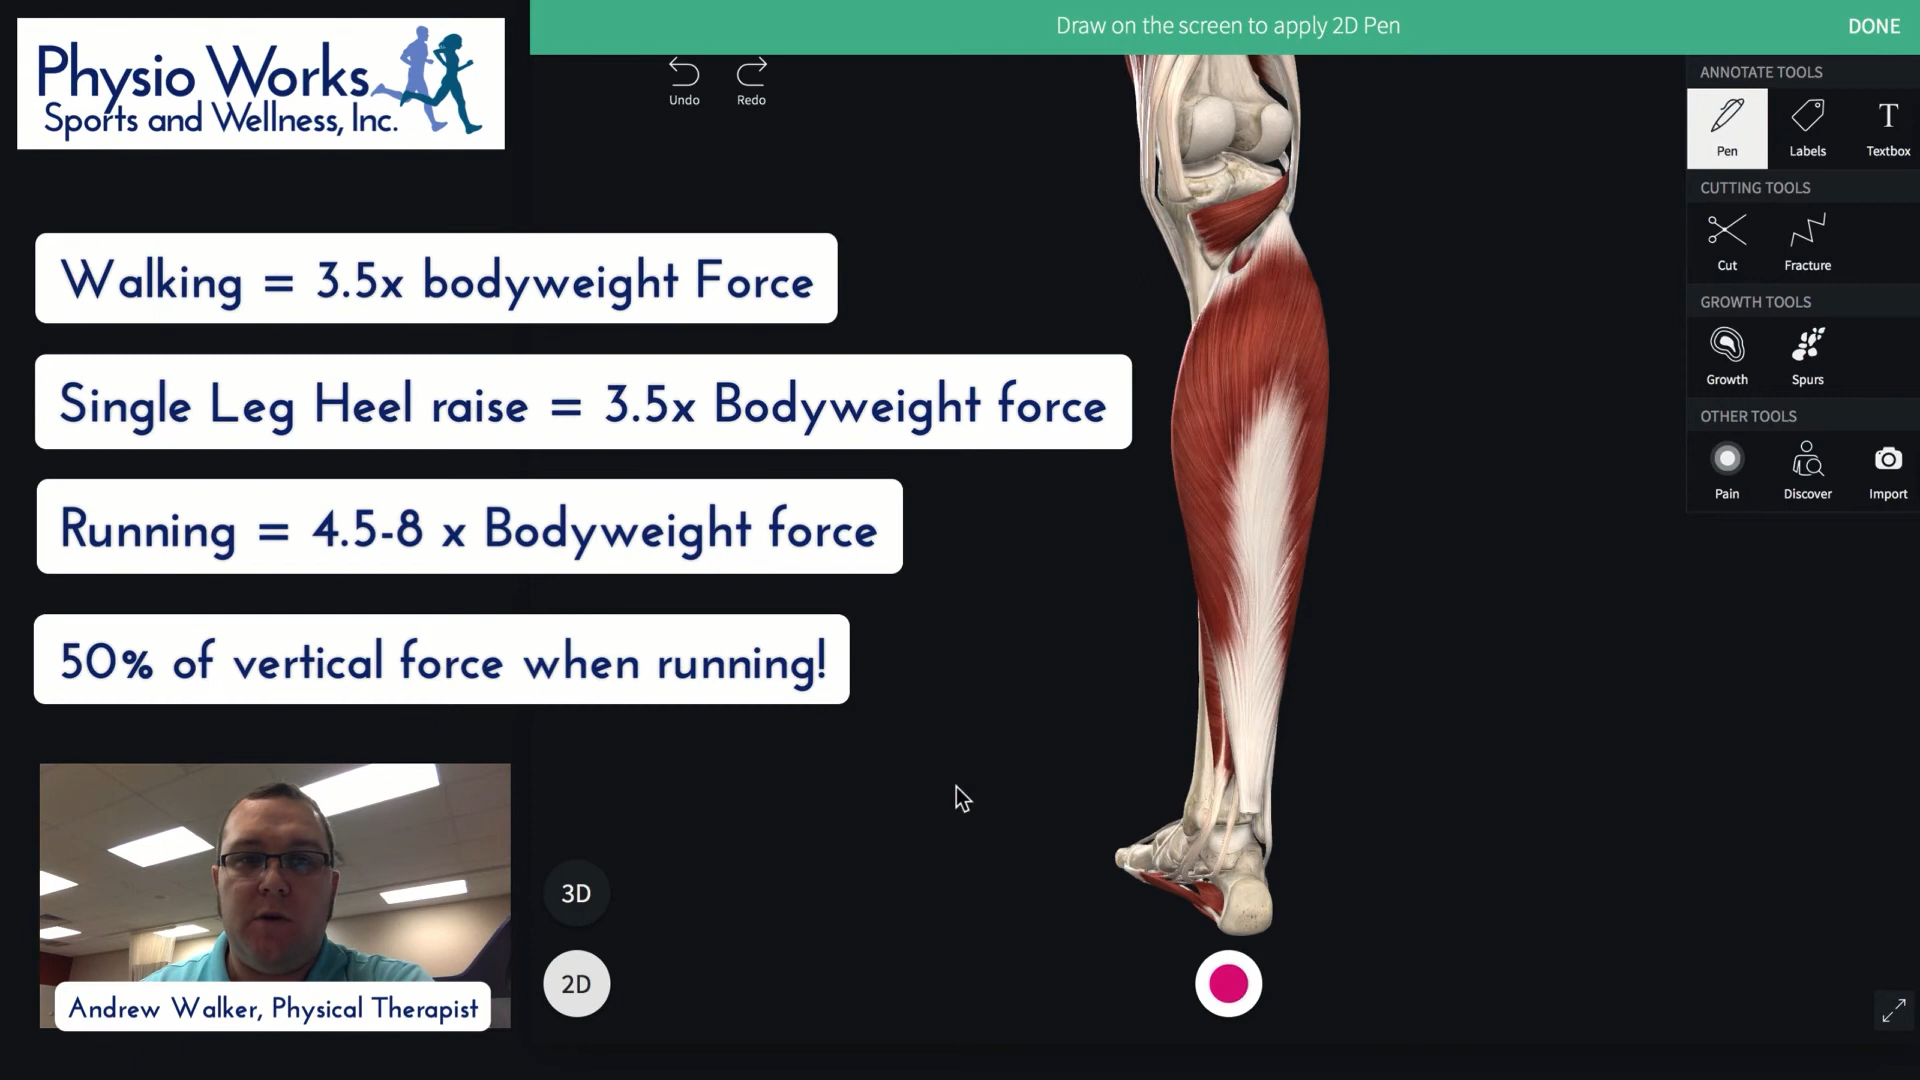 Physio Works
Sports and Wellness, Inc.
Draw on the screen to apply 2D Pen
DONE
Undo
Redo
ANNOTATE TOOLS
Pen
Labels
Textbox
CUTTING TOOLS
Cut
Fracture
GROWTH TOOLS
Growth
Spurs
OTHER TOOLS
Pain
Discover
Import
Walking = 3.5x bodyweight Force
Single Leg Heel raise = 3.5x Bodyweight force
Running = 4.5-8 x Bodyweight force
50% of vertical force when running!
3D
2D
Andrew Walker, Physical Therapist